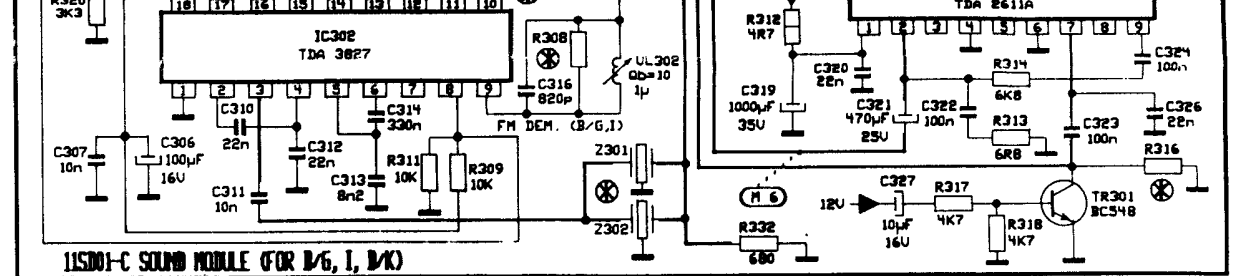 R320
3K3
18 17 16 15 14 13 12 11 10
IC302
TDA 3827
1 2 3 4 5 6 7 8 9
R308
C316
820p
UL302
Qb=10
1µ
FM DEM. (B/G,I)
C310
22n
C312
22n
C314
330n
C313
8n2
R311
10K
R309
10K
C307
10n
C306
100µF
16V
C311
10n
Z301
Z302
TDA 2611A
1 2 3 4 5 6 7 8 9
R312
4R7
C320
22n
C319
1000µF
35V
C321
470µF
25V
C322
100n
R314
6K8
R313
6R8
C324
100n
C326
22n
C323
100n
R316
M 6
12V
C327
10µF
16V
R317
4K7
R318
4K7
TR301
BC548
R332
680
11SD01-C SOUND MODULE (FOR B/G, I, D/K)